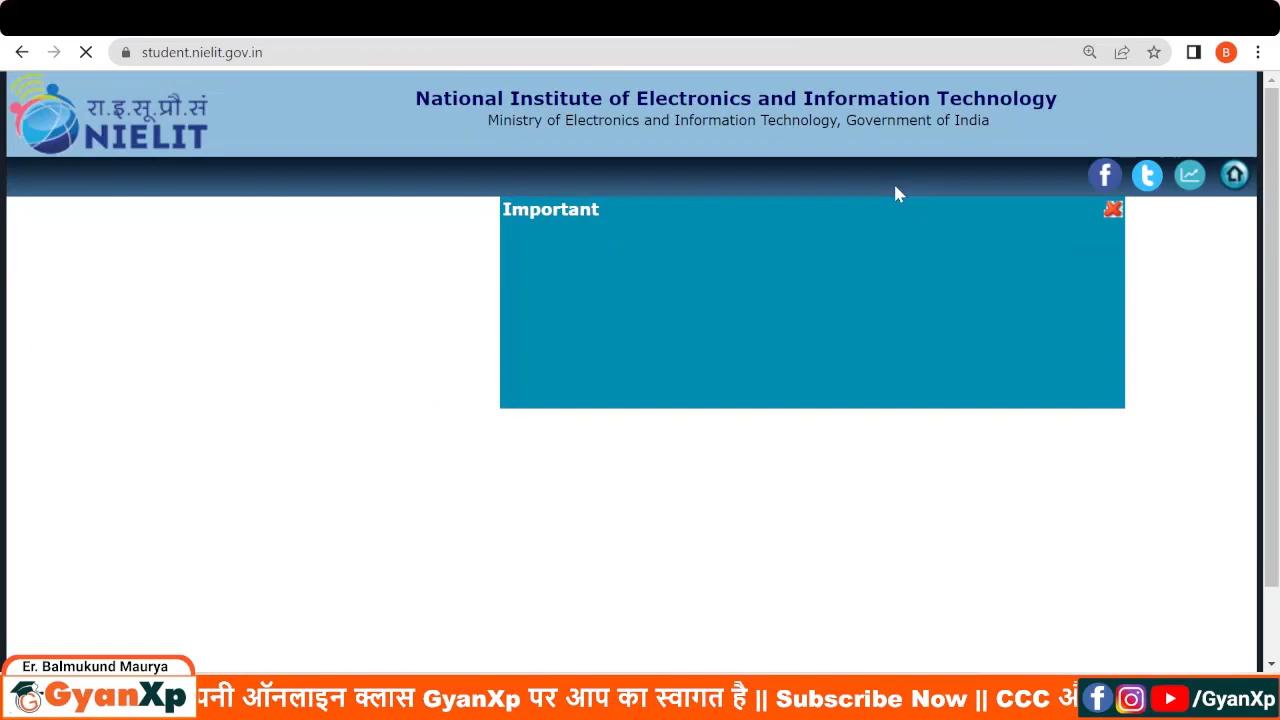 student.nielit.gov.in
B
रा.इ.सू.प्रौ.सं
NIELIT
National Institute of Electronics and Information Technology
Ministry of Electronics and Information Technology, Government of India
Important
Er. Balmukund Maurya
GyanXp
पनी ऑनलाइन क्लास GyanXp पर आप का स्वागत है || Subscribe Now || CCC
/GyanXp